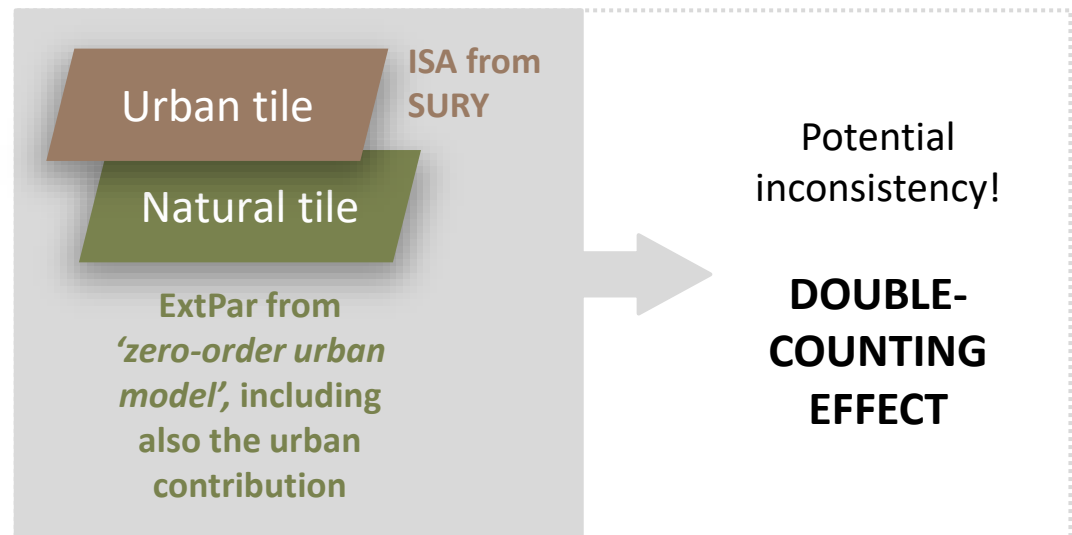 Urban tile
ISA from
SURY
Natural tile
ExtPar from
‘zero-order urban
model’, including
also the urban
contribution
Potential
inconsistency!
DOUBLE-
COUNTING
EFFECT